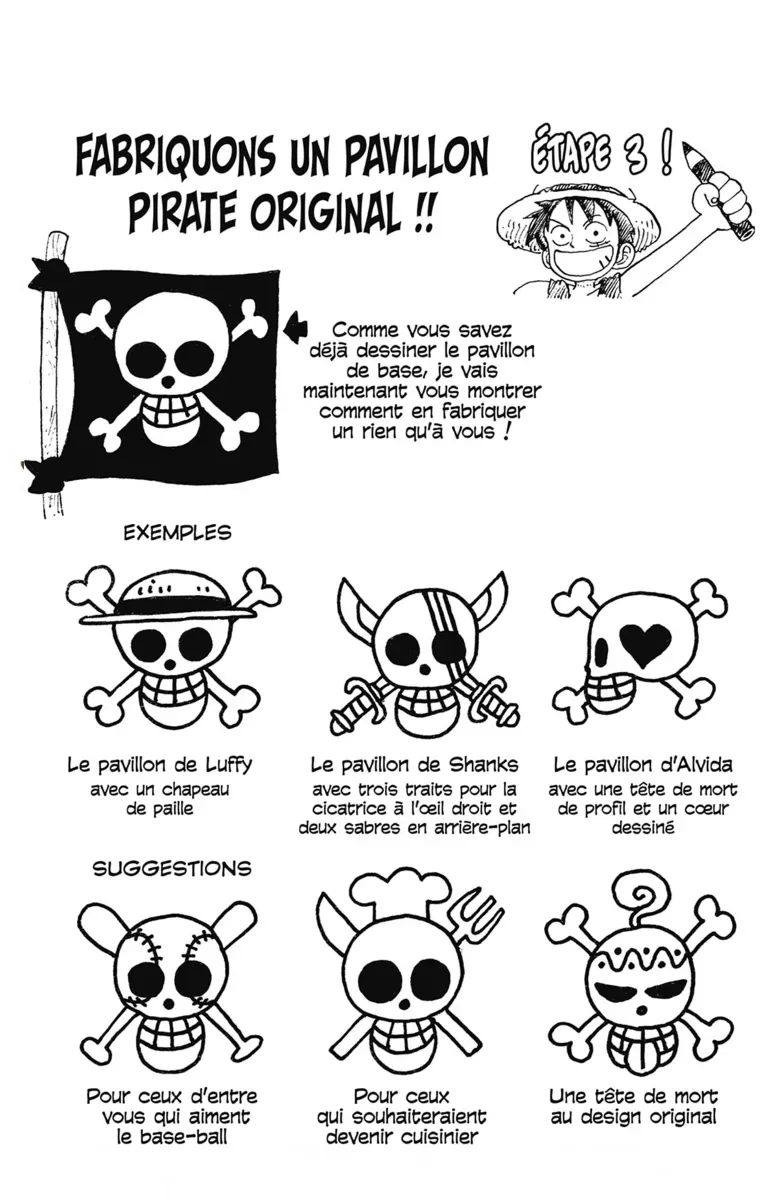 FABRIQUONS UN PAVILLON
PIRATE ORIGINAL !!
ÉTAPE 3 !
Comme vous savez
déjà dessiner le pavillon
de base, je vais
maintenant vous montrer
comment en fabriquer
un rien qu'à vous !
EXEMPLES
Le pavillon de Luffy
avec un chapeau
de paille
Le pavillon de Shanks
avec trois traits pour la
cicatrice à l'œil droit et
deux sabres en arrière-plan
Le pavillon d'Alvida
avec une tête de mort
de profil et un cœur
dessiné
SUGGESTIONS
Pour ceux d'entre
vous qui aiment
le base-ball
Pour ceux
qui souhaiteraient
devenir cuisinier
Une tête de mort
au design original